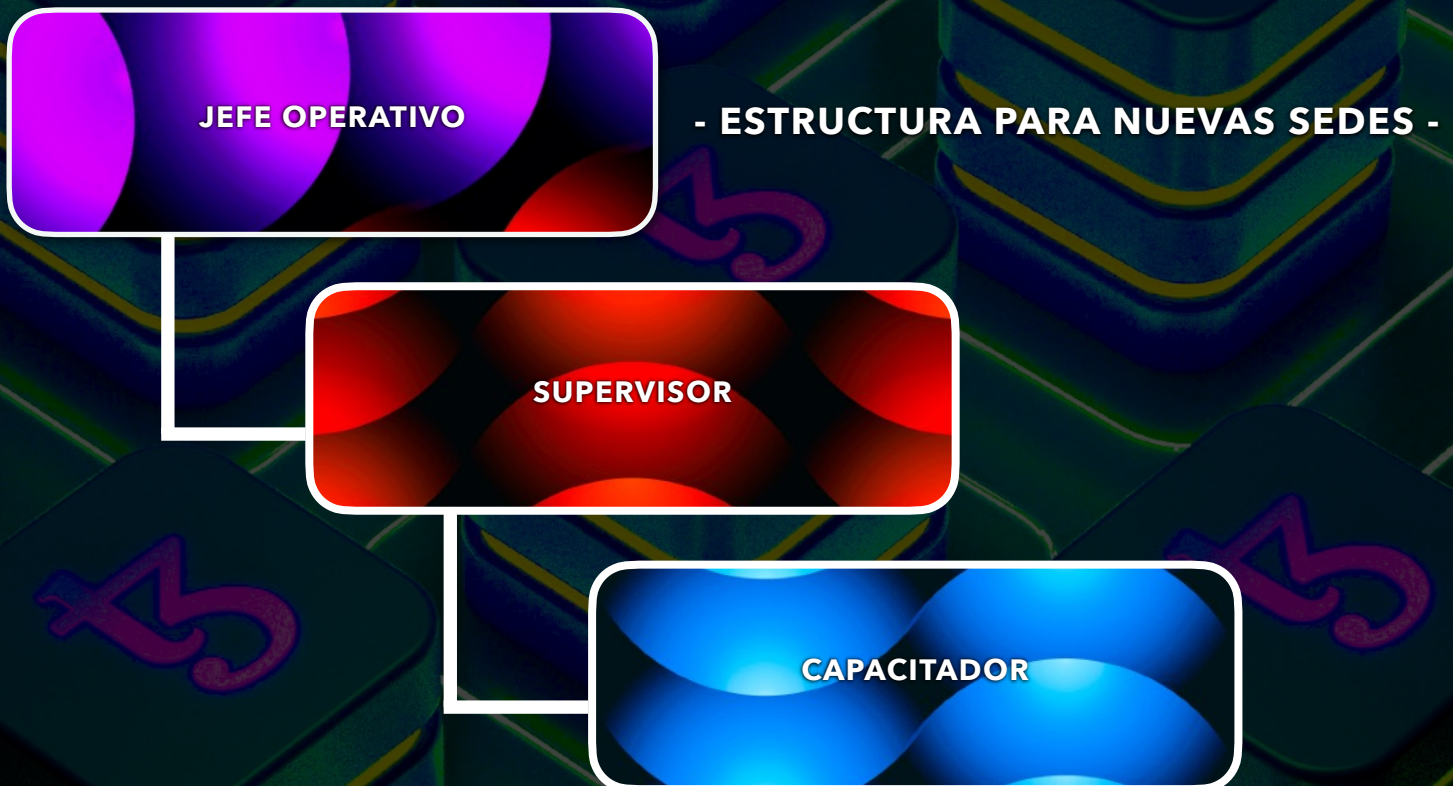 JEFE OPERATIVO
- ESTRUCTURA PARA NUEVAS SEDES -
SUPERVISOR
CAPACITADOR